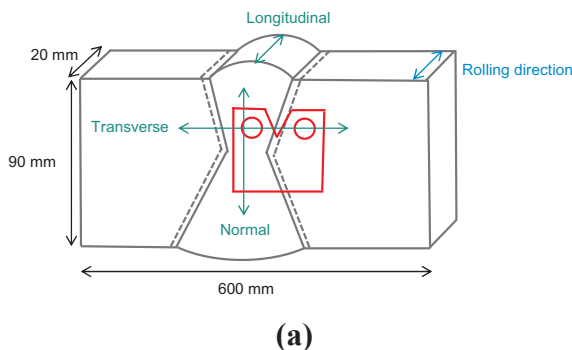 Longitudinal
20 mm
Rolling direction
Transverse
90 mm
Normal
600 mm
(a)